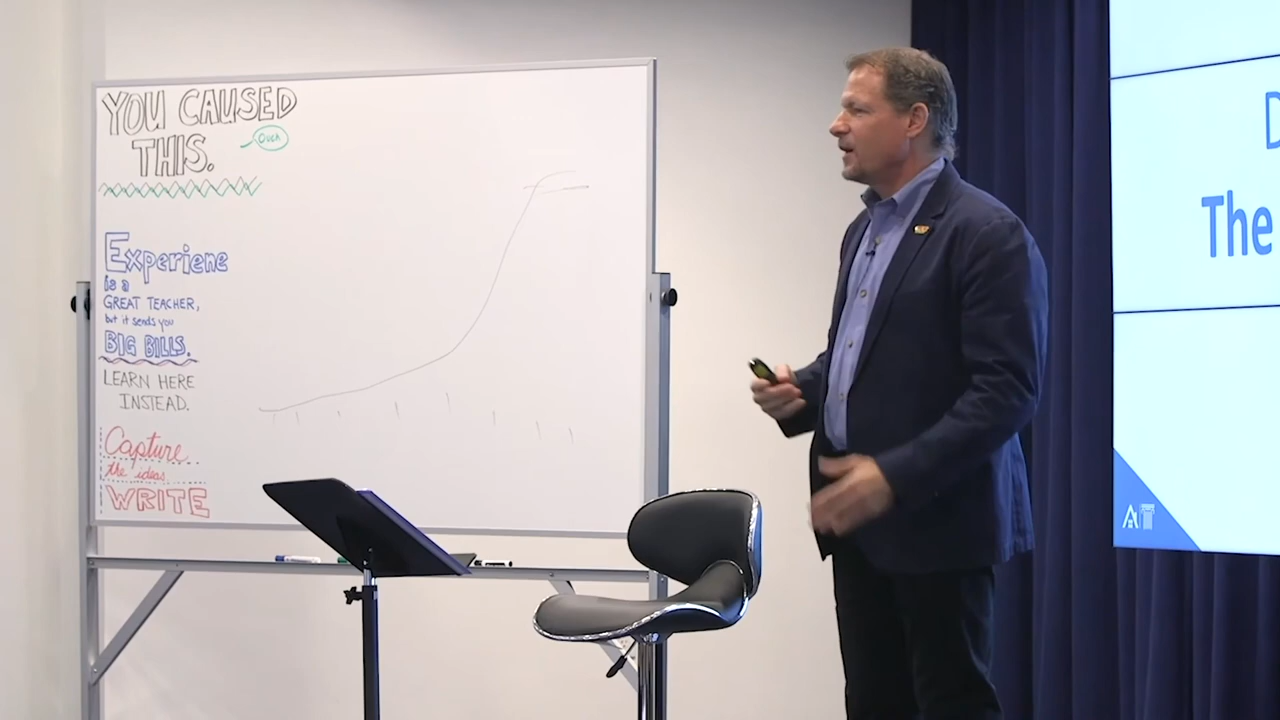 YOU CAUSED
THIS.
Ouch
Experiene
is a
GREAT TEACHER,
but it sends you
BIG BILLS.
LEARN HERE
INSTEAD.
Capture
the ideas
WRITE
D
The